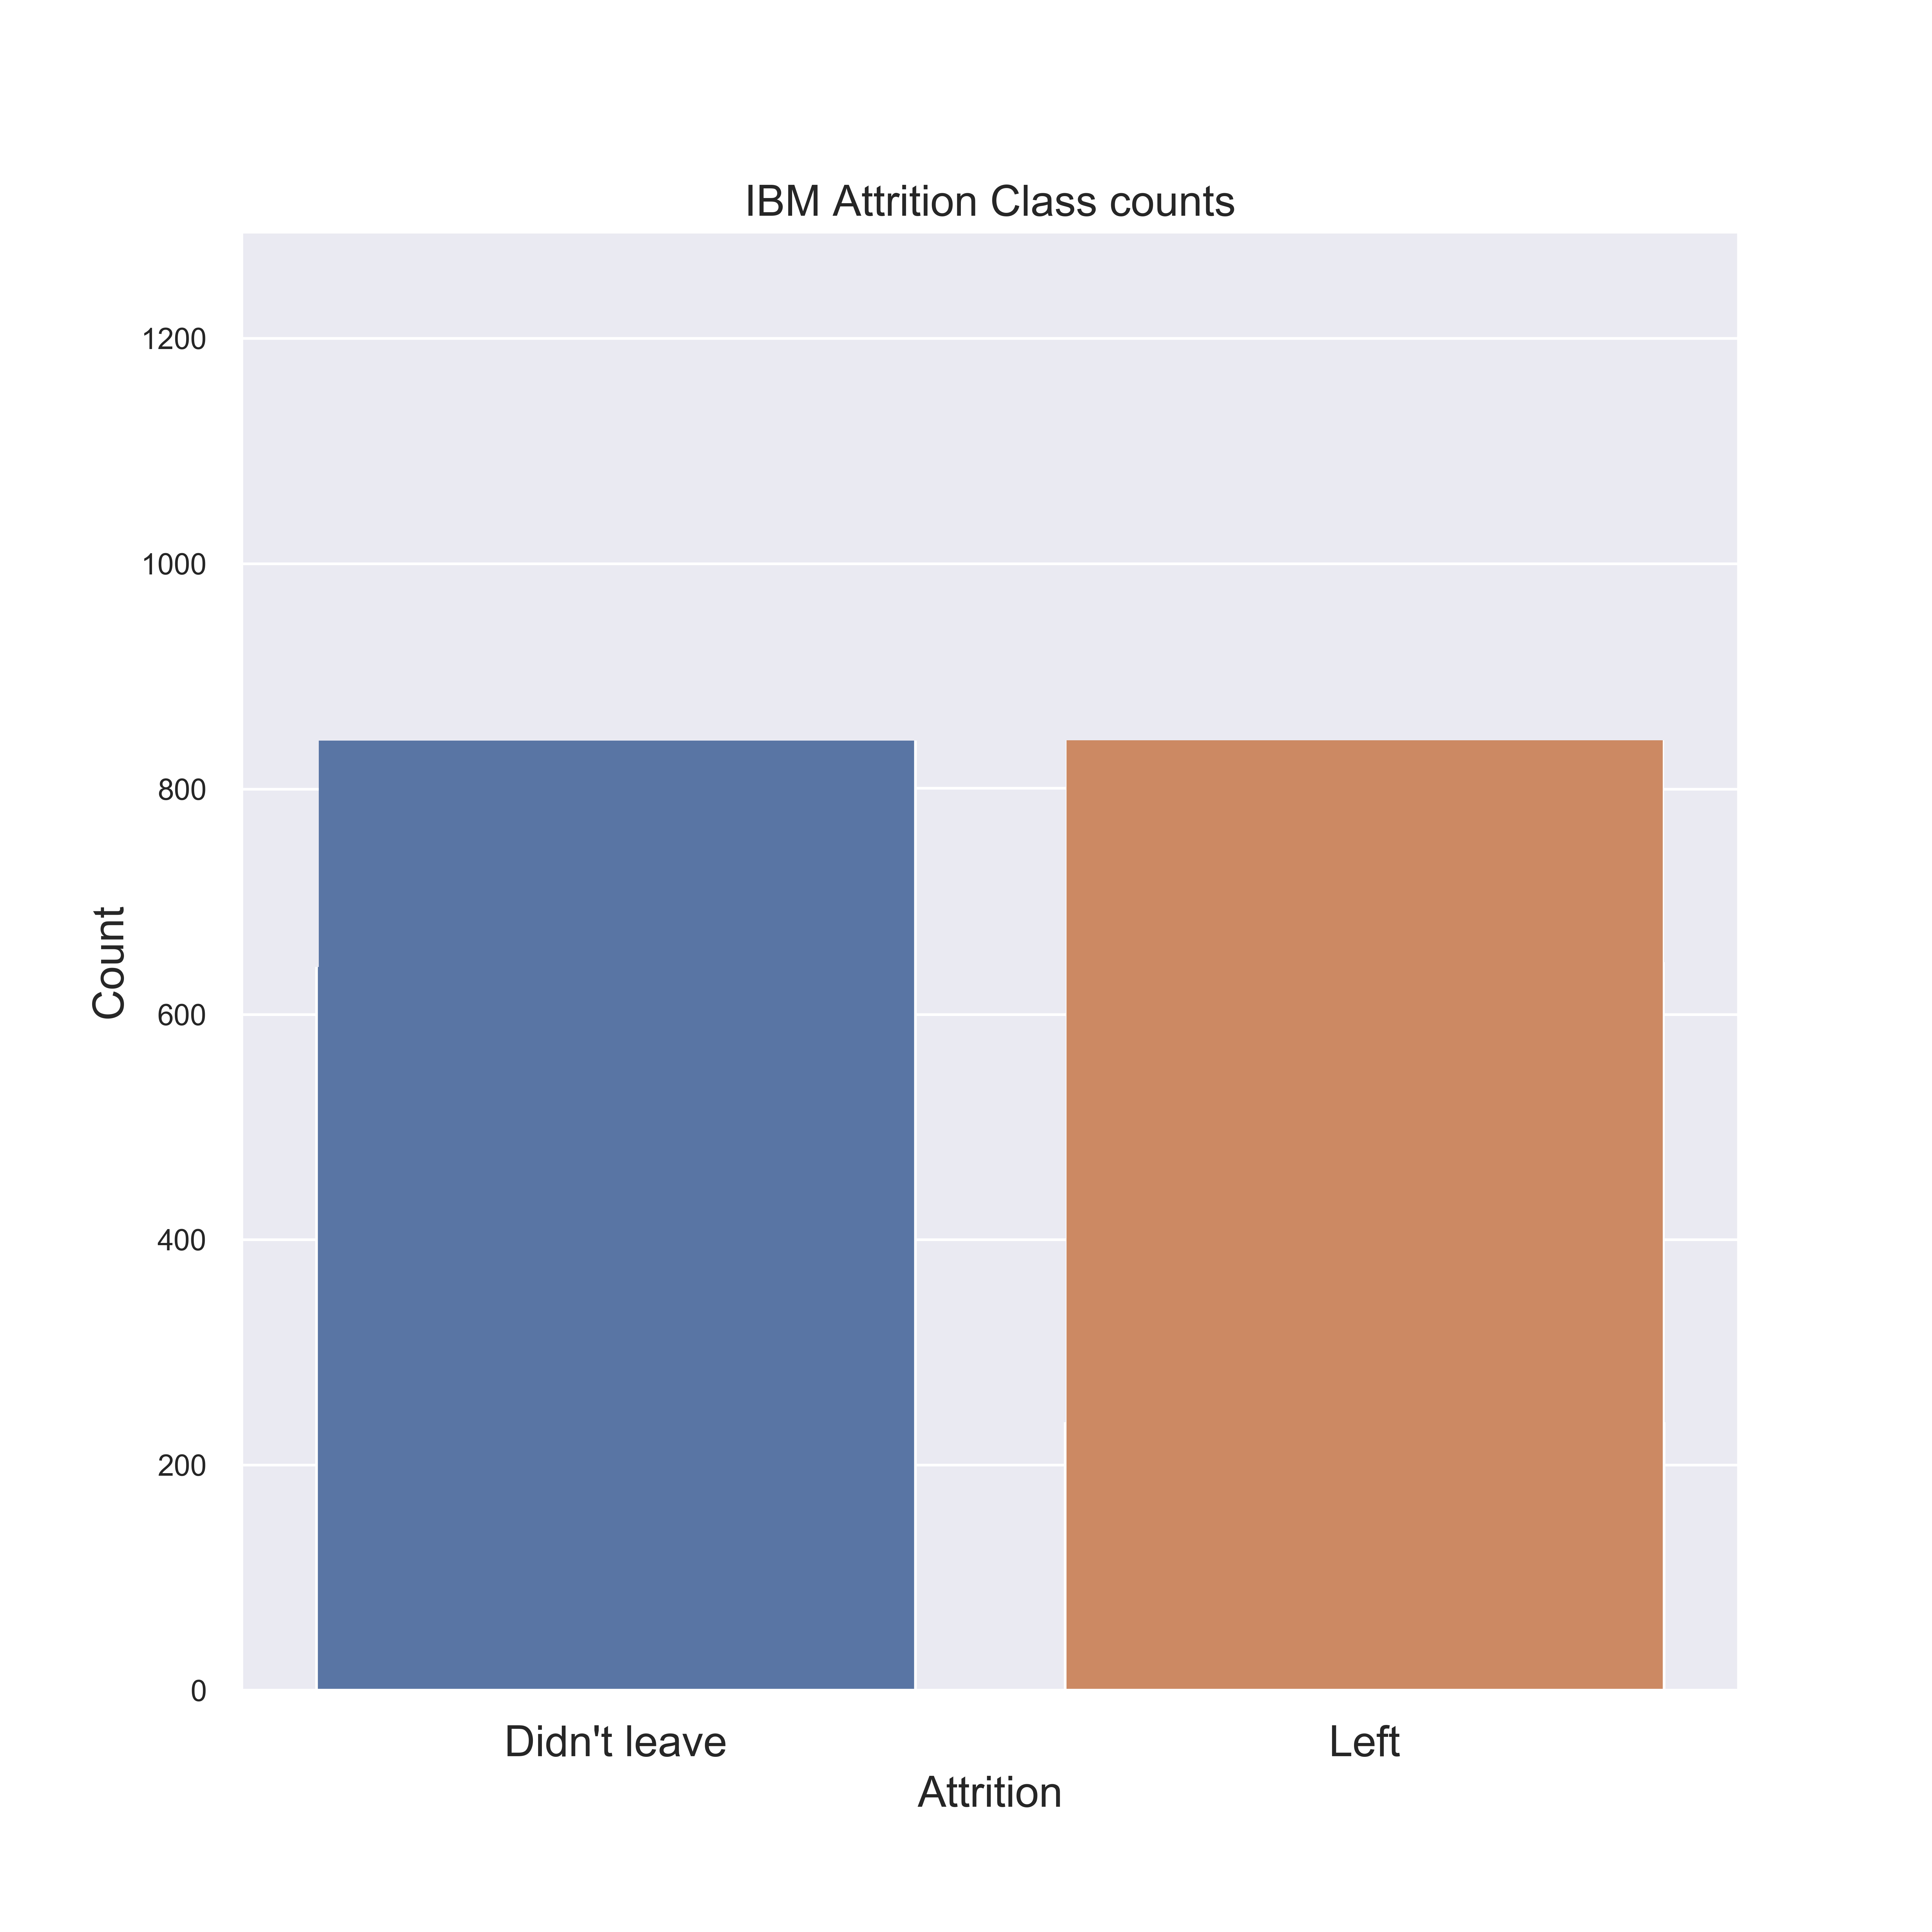 IBM Attrition Class counts
1200
1000
800
600
400
200
0
Count
Didn't leave
Left
Attrition